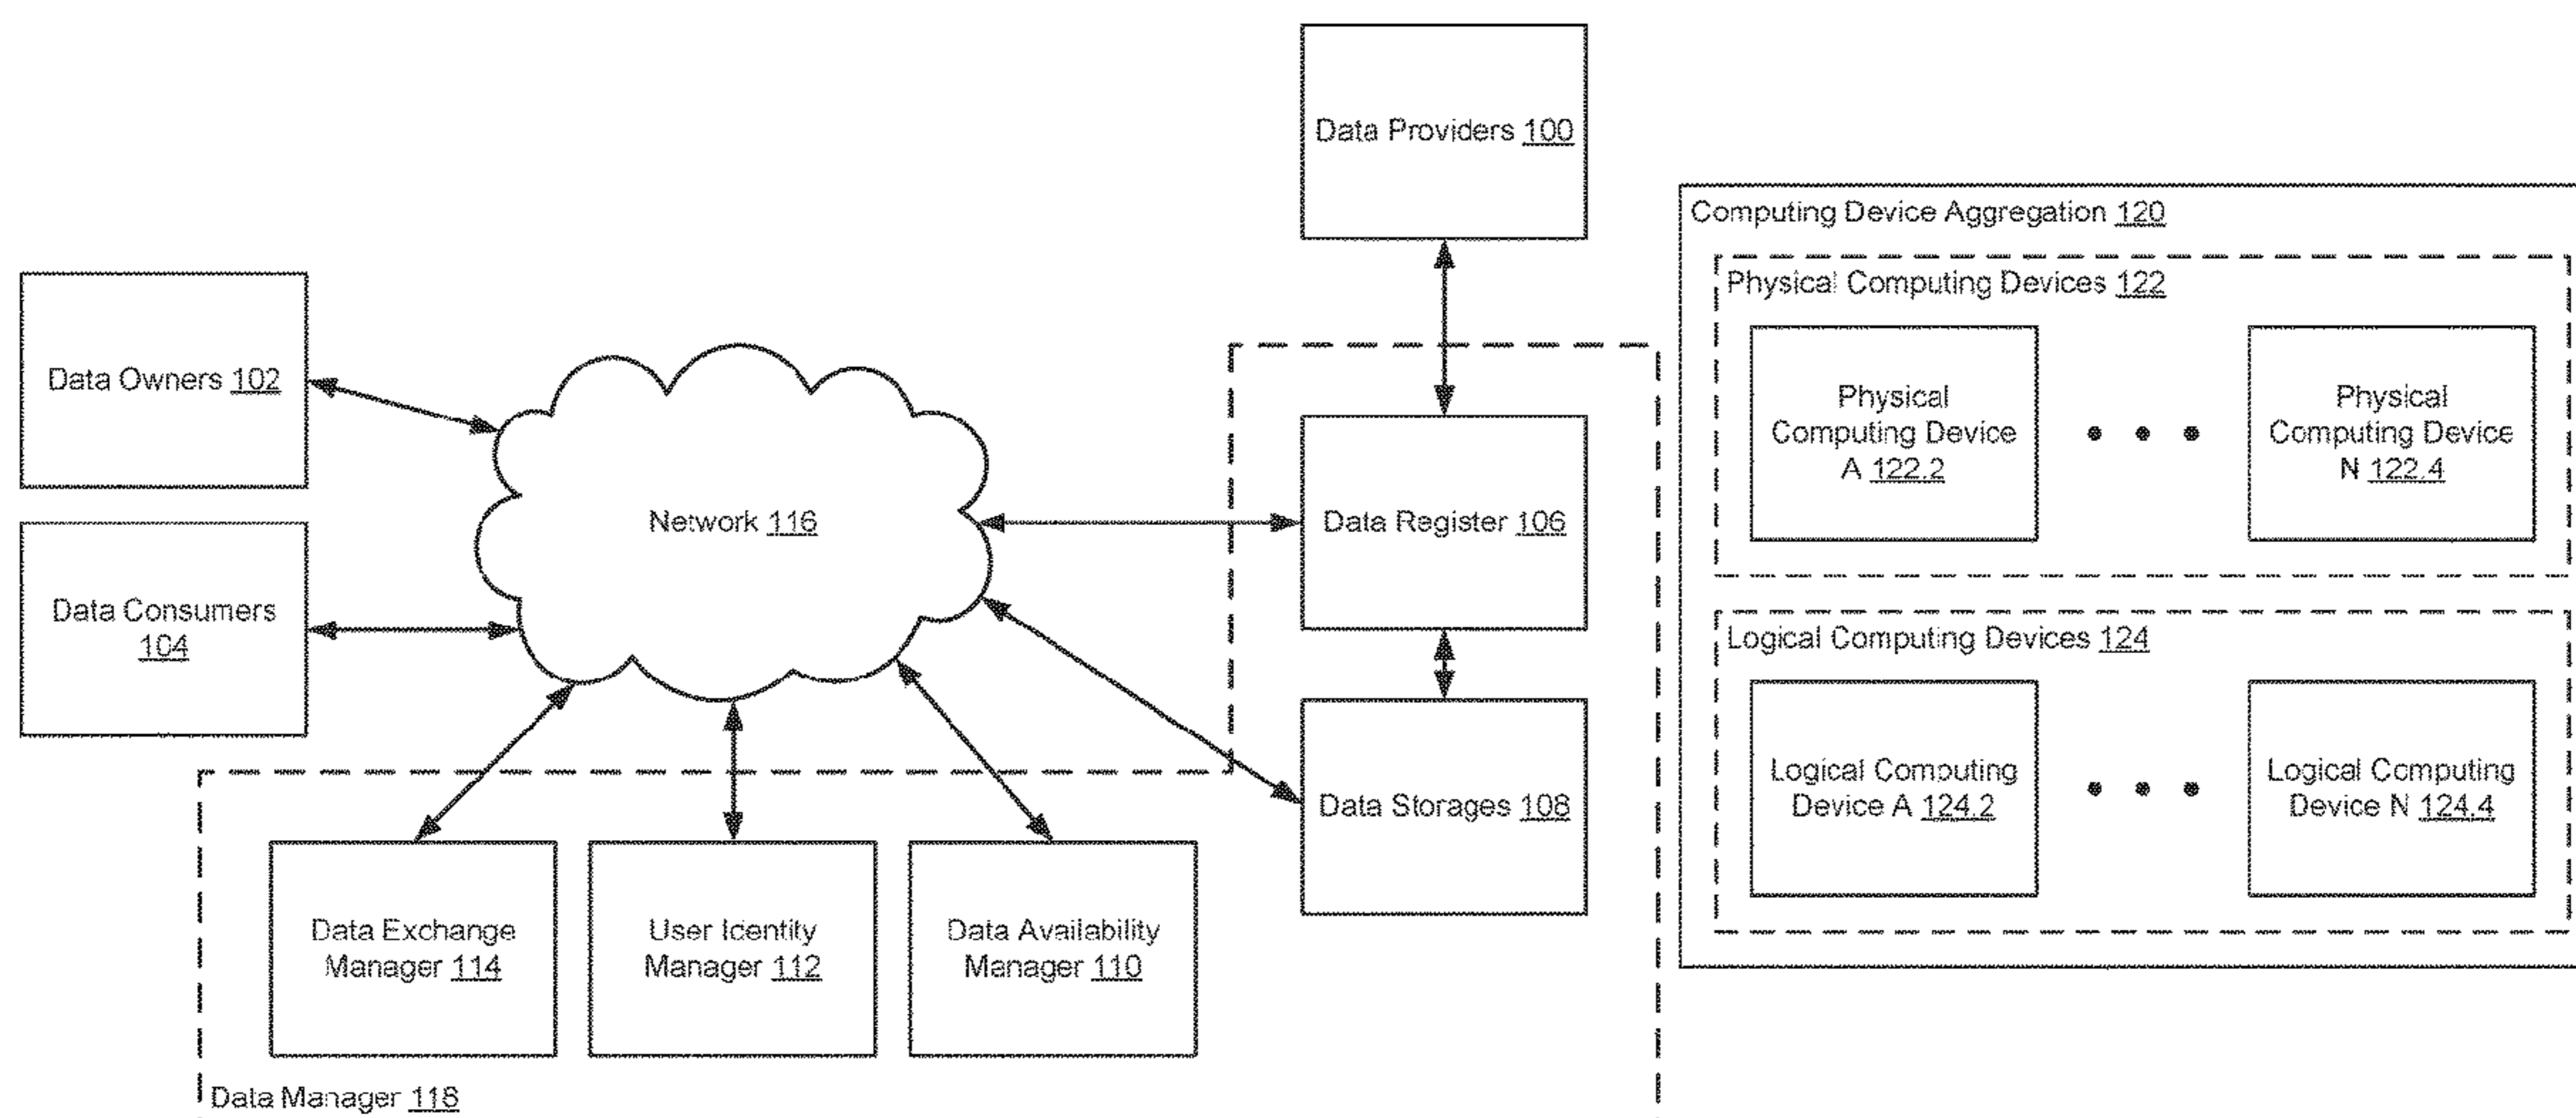 Data Providers 100
Computing Device Aggregation 120
Physical Computing Devices 122
Data Owners 102
Physical
Computing Device
A 122.2
Physical
Computing Device
N 122.4
Network 116
Data Register 106
Data Consumers
104
Logical Computing Devices 124
Logical Computing
Device A 124.2
Logical Computing
Device N 124.4
Data Storages 108
Data Exchange
Manager 114
User Identity
Manager 112
Data Availability
Manager 110
Data Manager 118